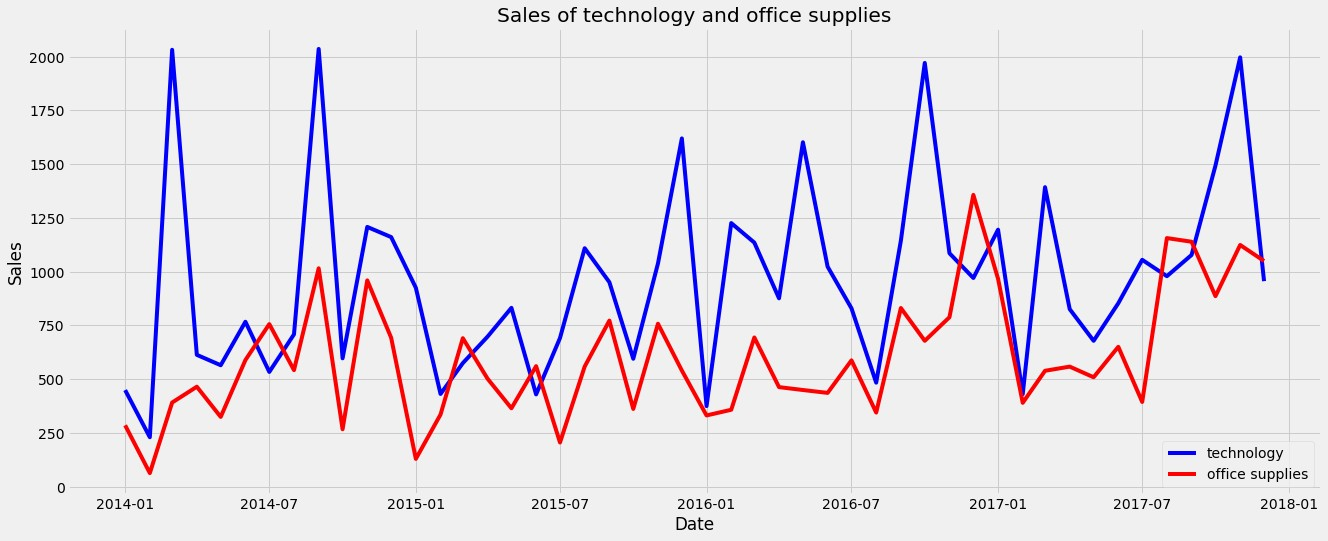 Sales of technology and office supplies
Sales
2000
1750
1500
1250
1000
750
500
250
0
technology
office supplies
2014-01 2014-07 2015-01 2015-07 2016-01 2016-07 2017-01 2017-07 2018-01
Date